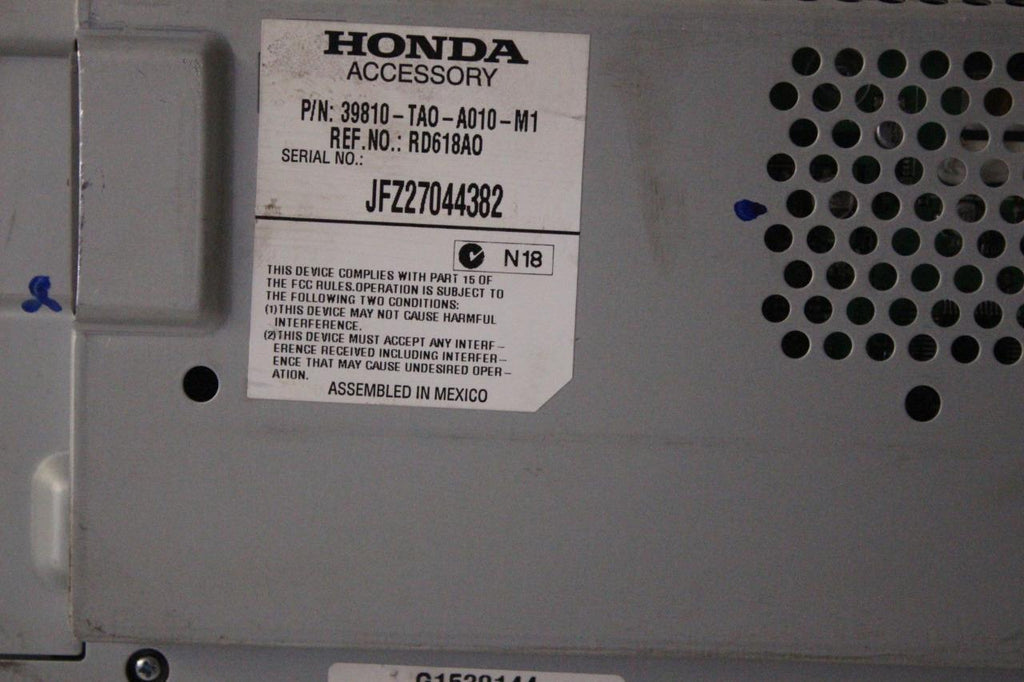 HONDA
ACCESSORY
P/N: 39810-TAO-A010-M1
REF.NO.: RD618AO
SERIAL NO.:
JFZ27044382
N18
THIS DEVICE COMPLIES WITH PART 15 OF
THE FCC RULES.OPERATION IS SUBJECT TO
THE FOLLOWING TWO CONDITIONS:
(1)THIS DEVICE MAY NOT CAUSE HARMFUL
INTERFERENCE.
(2)THIS DEVICE MUST ACCEPT ANY INTERF-
ERENCE RECEIVED INCLUDING INTERFER-
ENCE THAT MAY CAUSE UNDESIRED OPER-
ATION.
ASSEMBLED IN MEXICO